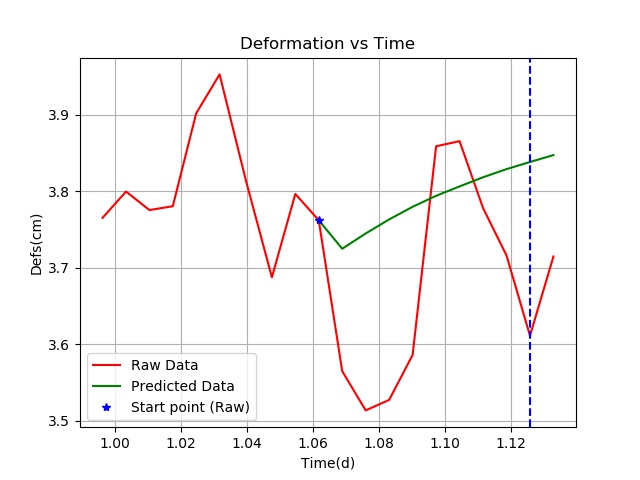 Deformation vs Time
Defs(cm)
3.9
3.8
3.7
3.6
3.5
Raw Data
Predicted Data
Start point (Raw)
1.00 1.02 1.04 1.06 1.08 1.10 1.12
Time(d)